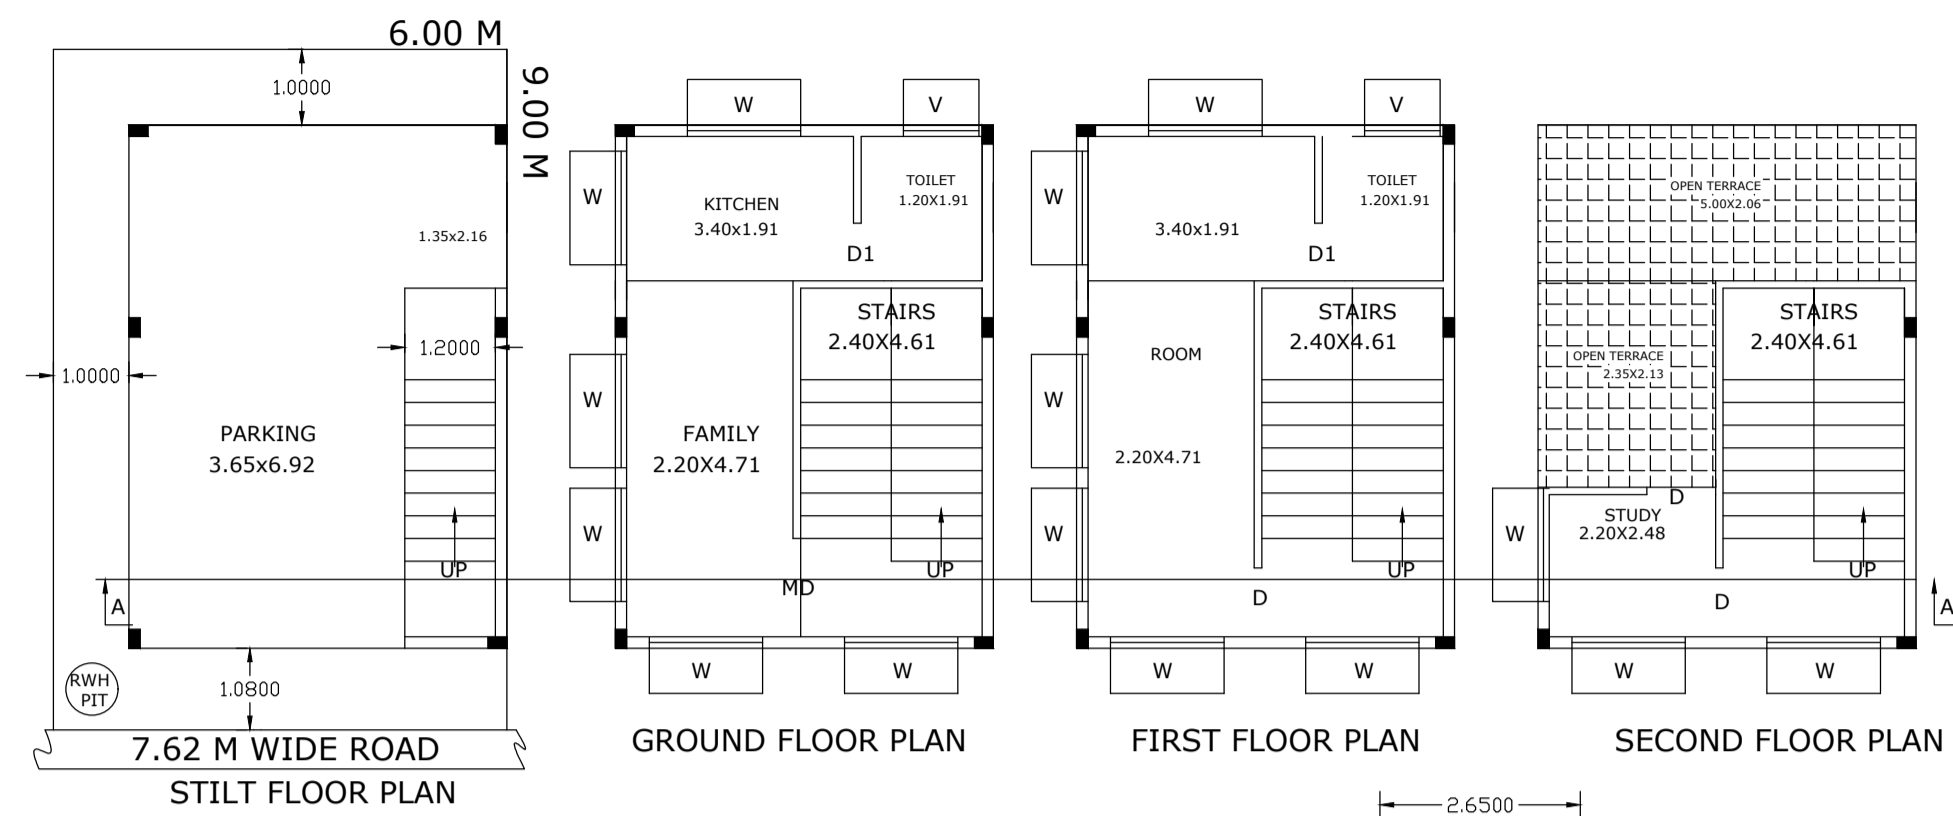 6.00 M
9.00 M
1.0000
1.35x2.16
1.2000
1.0000
PARKING
3.65x6.92
UP
A
1.0800
RWH
PIT
7.62 M WIDE ROAD
STILT FLOOR PLAN
W
V
W
KITCHEN
3.40x1.91
TOILET
1.20X1.91
D1
STAIRS
2.40X4.61
W
FAMILY
2.20X4.71
W
UP
MD
W
W
GROUND FLOOR PLAN
W
V
W
3.40x1.91
TOILET
1.20X1.91
D1
STAIRS
2.40X4.61
ROOM
W
2.20X4.71
W
UP
D
W
W
FIRST FLOOR PLAN
OPEN TERRACE
5.00X2.06
STAIRS
2.40X4.61
OPEN TERRACE
2.35X2.13
D
STUDY
2.20X2.48
W
UP
D
A
W
W
SECOND FLOOR PLAN
2.6500